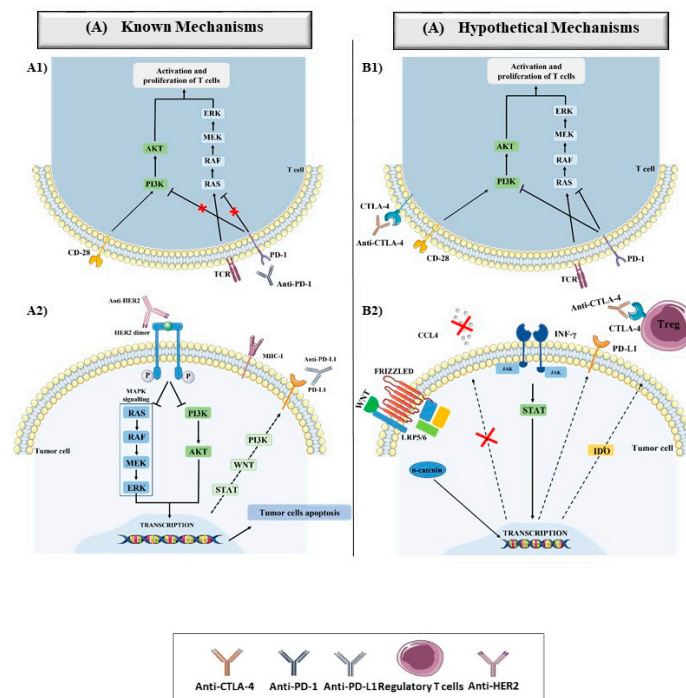 (A) Known Mechanisms
(A) Hypothetical Mechanisms
A1)
Activation and
proliferation of T cells
ERK
MEK
AKT
RAF
PI3K
RAS
T cell
CD-28
TCR
PD-1
Anti-PD-1
B1)
Activation and
proliferation of T cells
ERK
MEK
AKT
RAF
PI3K
RAS
T cell
CTLA-4
Anti-CTLA-4
CD-28
TCR
PD-1
A2)
Anti-HER2
HER2 dimer
MHC-1
Anti-PD-L1
PD-L1
P
P
MAPK
signalling
RAS
RAF
MEK
ERK
PI3K
AKT
PI3K
WNT
STAT
Tumor cell
TRANSCRIPTION
Tumor cells apoptosis
B2)
CCL4
INF-γ
Anti-CTLA-4
CTLA-4
Treg
PD-L1
JAK
JAK
FRIZZLED
WNT
LRP5/6
STAT
IDO
Tumor cell
B-catenin
TRANSCRIPTION
Anti-CTLA-4
Anti-PD-1
Anti-PD-L1
Regulatory T cells
Anti-HER2